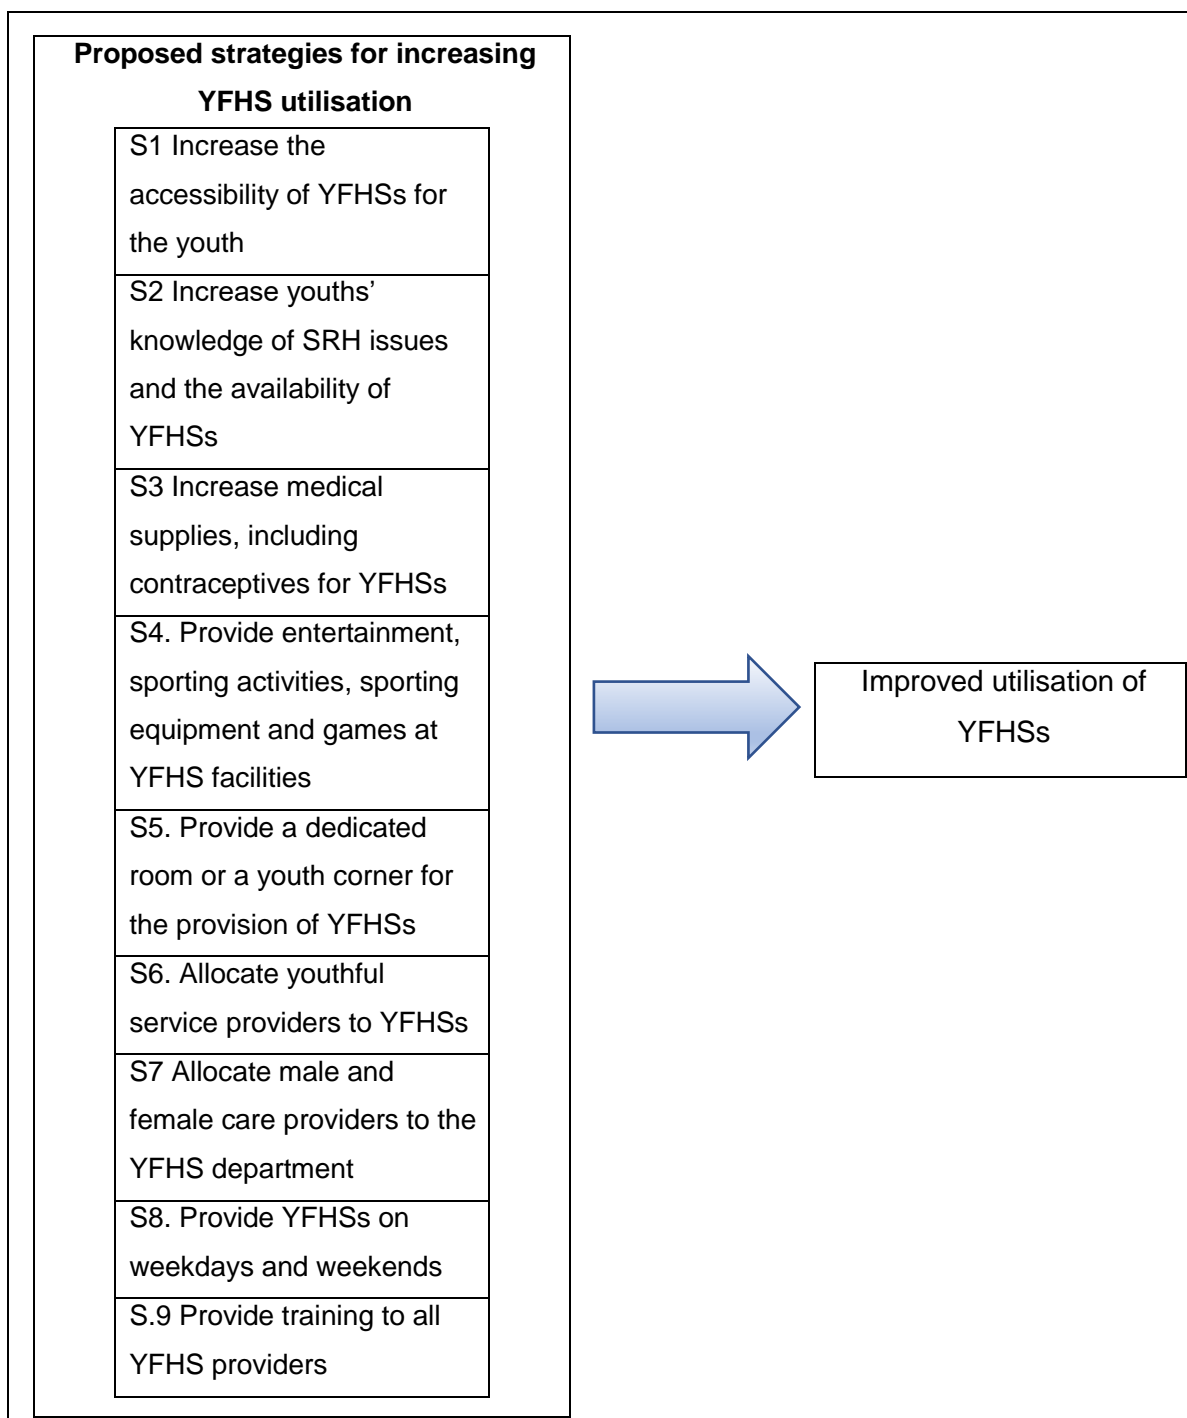 Proposed strategies for increasing
YFHS utilisation
S1 Increase the
accessibility of YFHSs for
the youth
S2 Increase youths’
knowledge of SRH issues
and the availability of
YFHSs
S3 Increase medical
supplies, including
contraceptives for YFHSs
S4. Provide entertainment,
sporting activities, sporting
equipment and games at
YFHS facilities
S5. Provide a dedicated
room or a youth corner for
the provision of YFHSs
S6. Allocate youthful
service providers to YFHSs
S7 Allocate male and
female care providers to the
YFHS department
S8. Provide YFHSs on
weekdays and weekends
S.9 Provide training to all
YFHS providers
Improved utilisation of
YFHSs